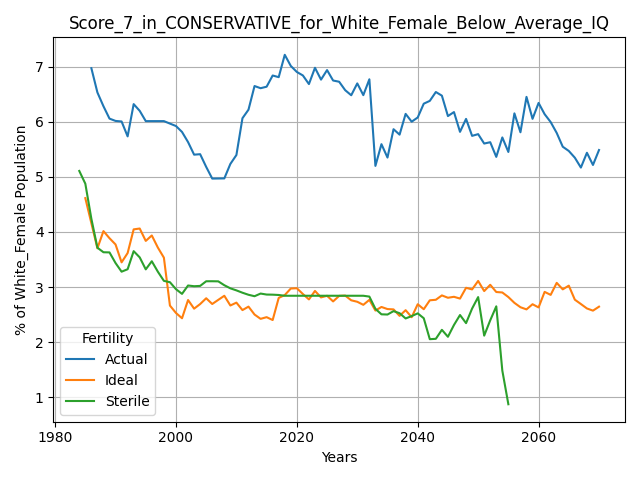 Score_7_in_CONSERVATIVE_for_White_Female_Below_Average_IQ
% of White_Female Population
7
6
5
4
3
2
1
Fertility
Actual
Ideal
Sterile
1980
2000
2020
2040
2060
Years